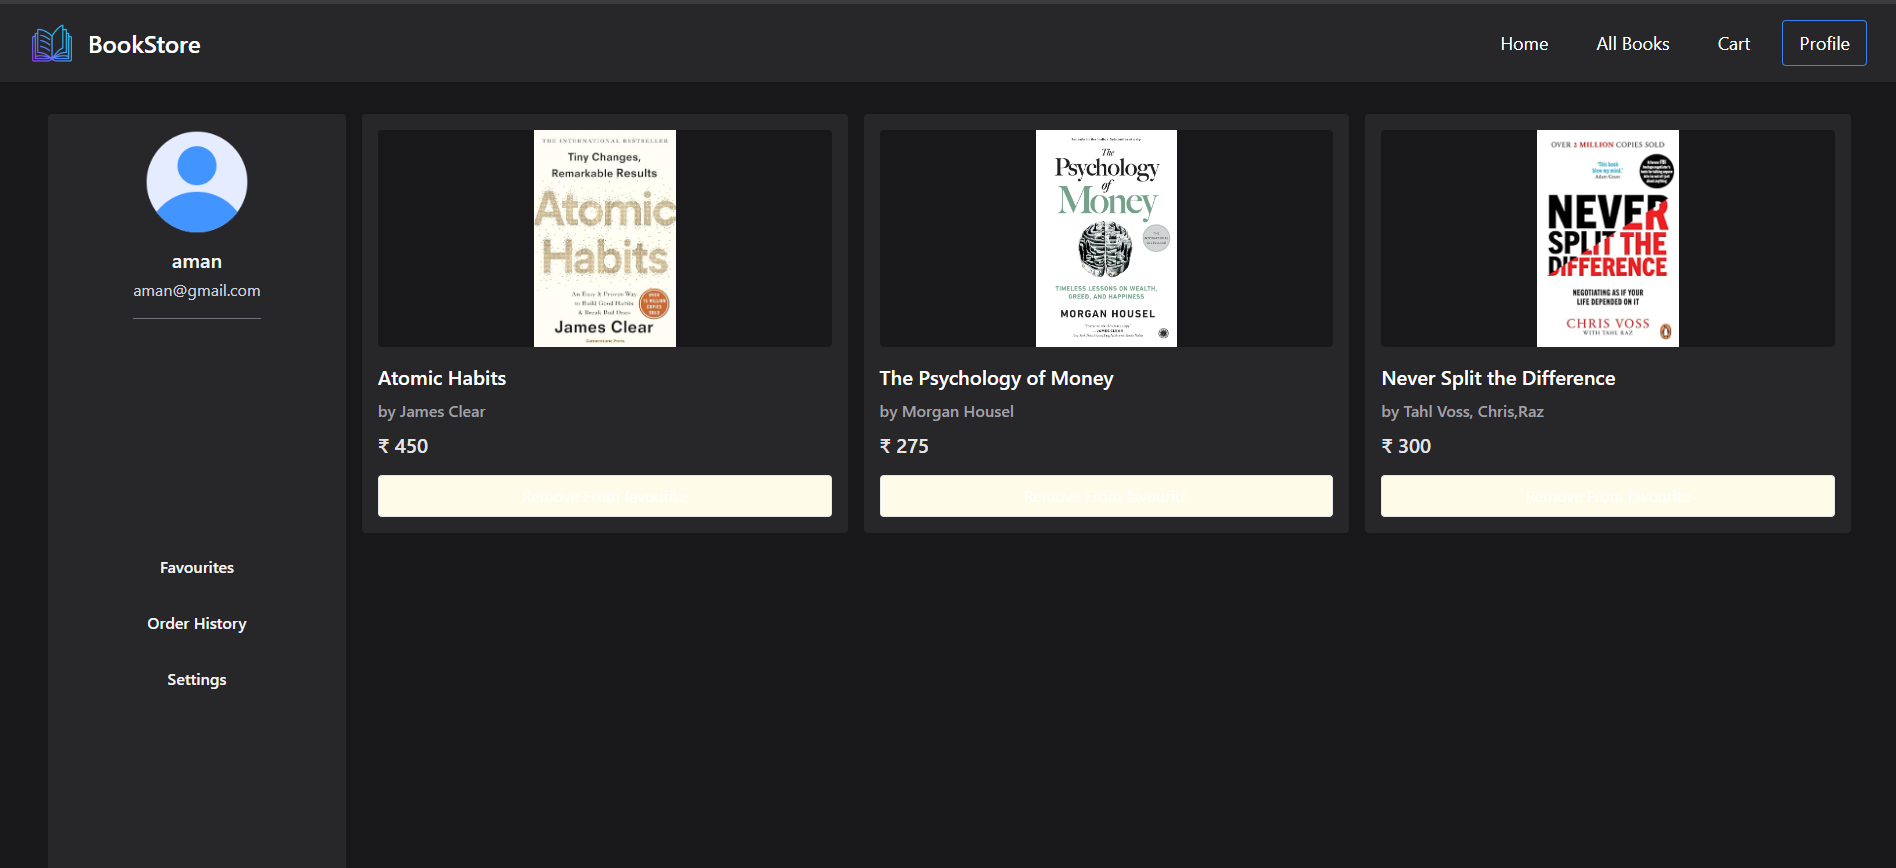 BookStore
Home
All Books
Cart
Profile
aman
aman@gmail.com
Favourites
Order History
Settings
THE INTERNATIONAL BESTSELLER
Tiny Changes,
Remarkable Results
Atomic
Habits
An Easy & Proven Way
to Build Good Habits
& Break Bad Ones
James Clear
Atomic Habits
by James Clear
₹ 450
Remove From favourite
The
Psychology
of
Money
TIMELESS LESSONS ON WEALTH,
GREED, AND HAPPINESS
MORGAN HOUSEL
The Psychology of Money
by Morgan Housel
₹ 275
Remove From favourite
OVER 2 MILLION COPIES SOLD
NEVER
SPLIT THE
DIFFERENCE
NEGOTIATING AS IF YOUR
LIFE DEPENDED ON IT
CHRIS VOSS
WITH TAHL RAZ
Never Split the Difference
by Tahl Voss, Chris,Raz
₹ 300
Remove From favourite